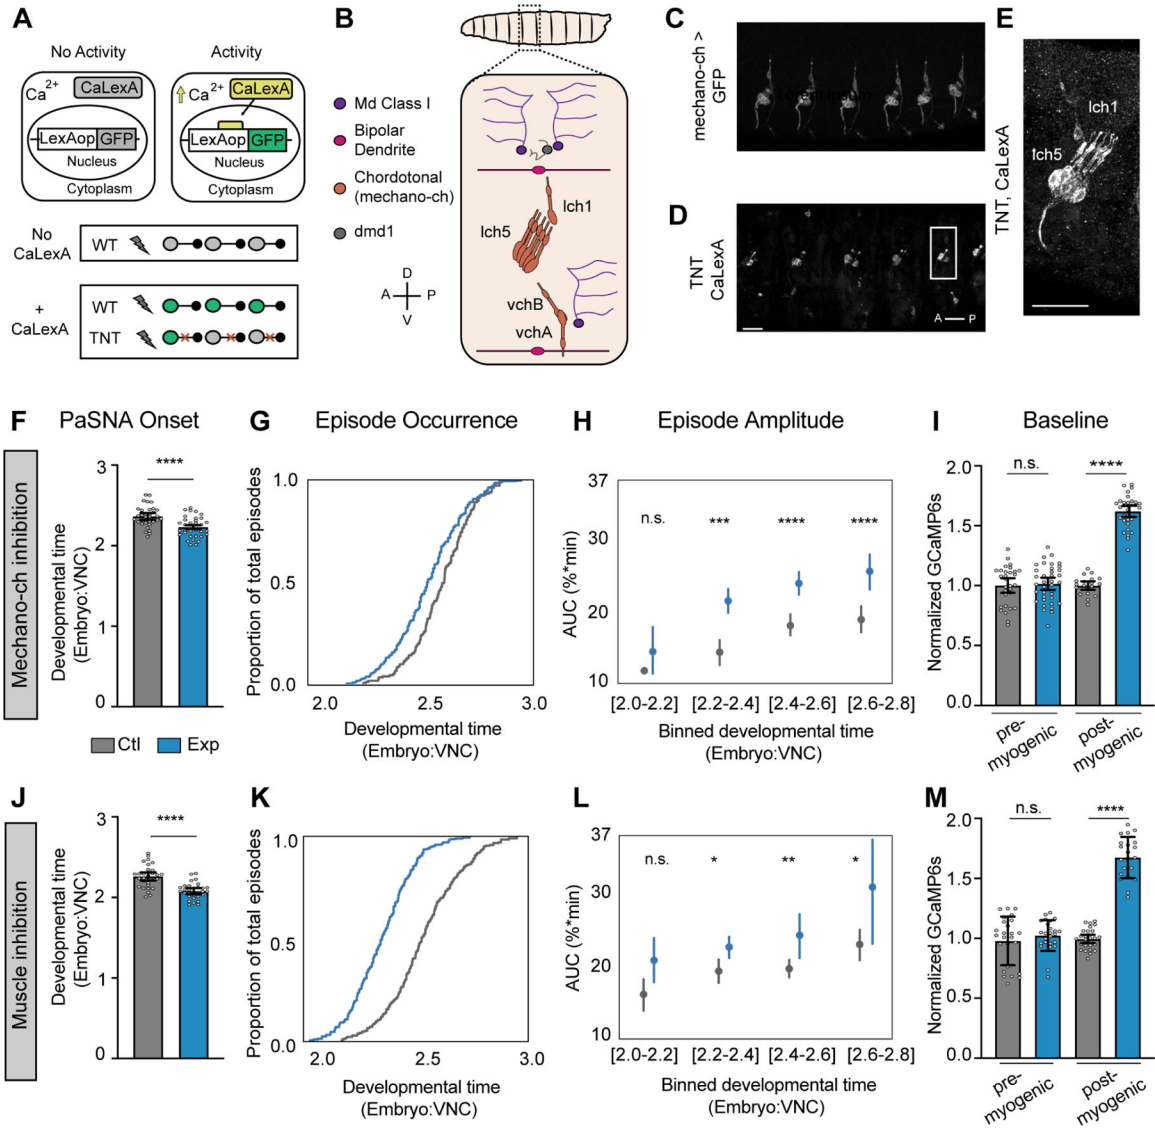 A
No Activity
Activity
Ca2+
CaLexA
Ca2+
CaLexA
LexAop
GFP
LexAop
GFP
Nucleus
Nucleus
Cytoplasm
Cytoplasm
No
CaLexA
WT
+
CaLexA
WT
TNT
B
Md Class I
Bipolar
Dendrite
Chordotonal
(mechano-ch)
dmd1
D
A
P
V
lch1
lch5
vchB
vchA
C
mechano-ch >
GFP
Lorem ipsum
D
TNT
CaLexA
A
P
E
TNT, CaLexA
lch1
lch5
Mechano-ch inhibition
F
PaSNA Onset
****
Developmental time
(Embryo:VNC)
3
2
1
0
Ctl
Exp
G
Episode Occurrence
Proportion of total episodes
1.0
0.5
0.0
2.0
2.5
3.0
Developmental time
(Embryo:VNC)
H
Episode Amplitude
AUC (%*min)
37
30
20
10
n.s.
***
****
****
[2.0-2.2]
[2.2-2.4]
[2.4-2.6]
[2.6-2.8]
Binned developmental time
(Embryo:VNC)
I
Baseline
Normalized GCaMP6s
2.0
1.5
1.0
0.5
0.0
n.s.
****
pre-
myogenic
post-
myogenic
Muscle inhibition
J
****
Developmental time
(Embryo:VNC)
3
2
1
0
K
Proportion of total episodes
1.0
0.5
0.0
2.0
2.5
3.0
Developmental time
(Embryo:VNC)
L
AUC (%*min)
37
30
20
10
n.s.
*
**
*
[2.0-2.2]
[2.2-2.4]
[2.4-2.6]
[2.6-2.8]
Binned developmental time
(Embryo:VNC)
M
Normalized GCaMP6s
2.0
1.5
1.0
0.5
0.0
n.s.
****
pre-
myogenic
post-
myogenic